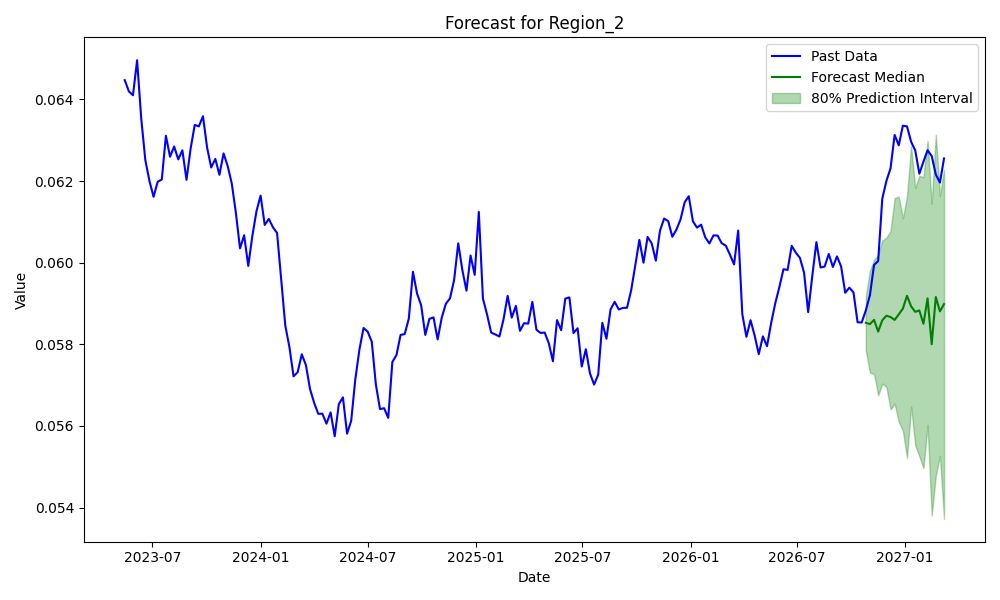 Forecast for Region_2
Past Data
Forecast Median
80% Prediction Interval
Value
0.064
0.062
0.060
0.058
0.056
0.054
2023-07 2024-01 2024-07 2025-01 2025-07 2026-01 2026-07 2027-01
Date